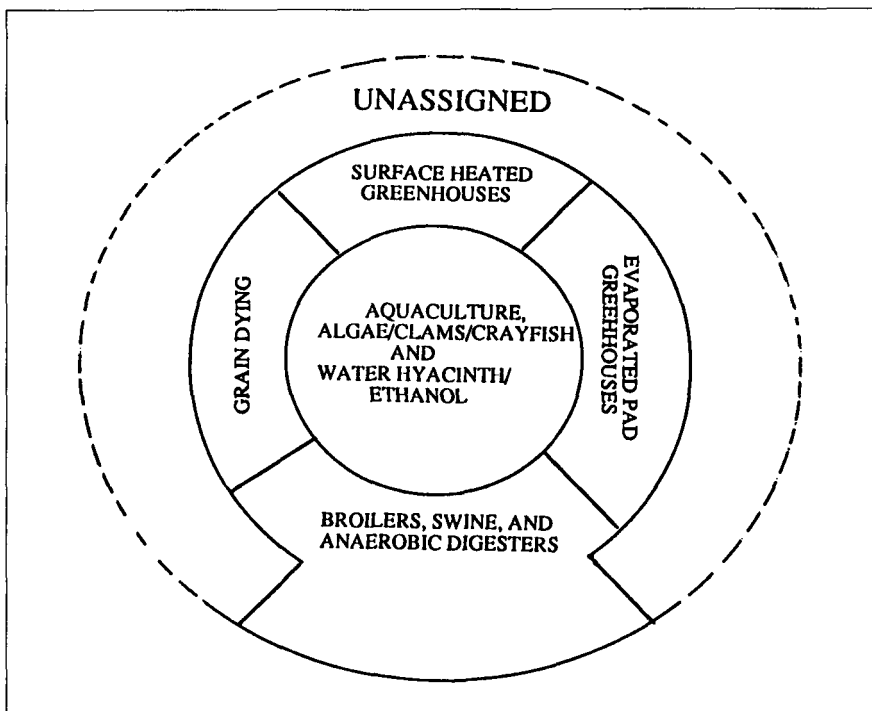 UNASSIGNED
SURFACE HEATED
GREENHOUSES
GRAIN DYING
AQUACULTURE,
ALGAE/CLAMS/CRAYFISH
AND
WATER HYACINTH/
ETHANOL
EVAPORATED PAD
GREEHHOUSES
BROILERS, SWINE, AND
ANAEROBIC DIGESTERS